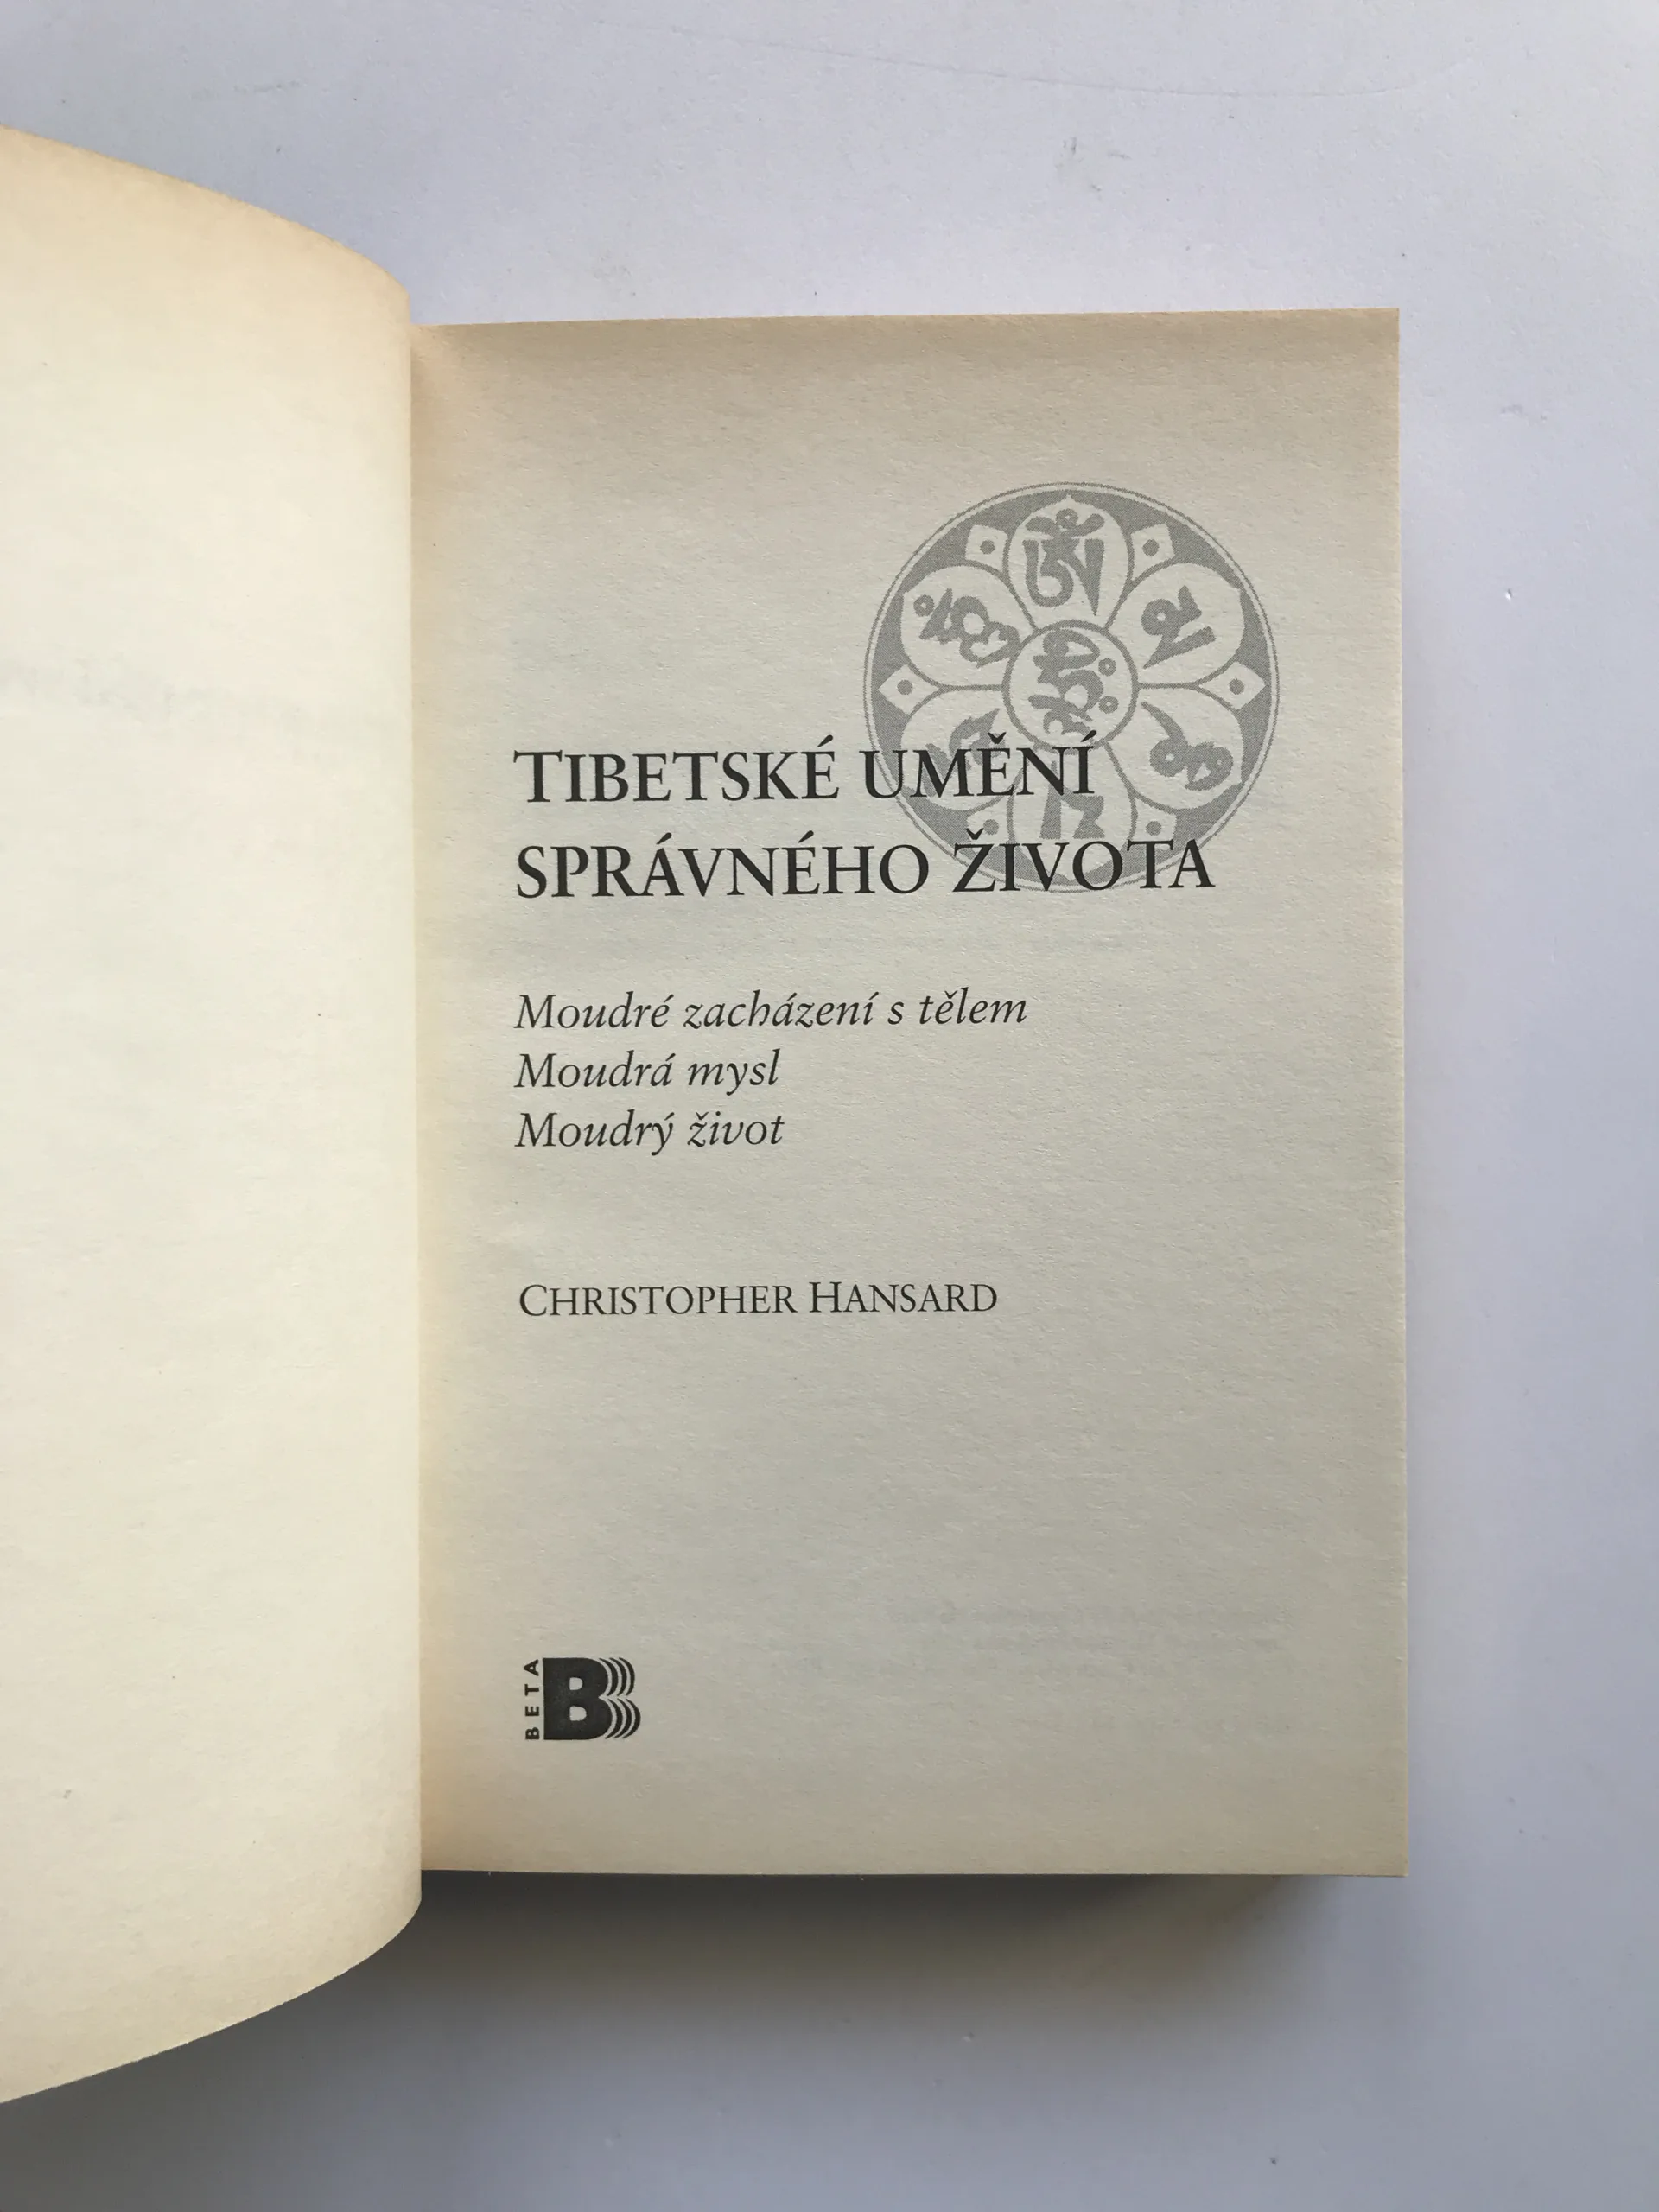 TIBETSKÉ UMĚNÍ
SPRÁVNÉHO ŽIVOTA
Moudré zacházení s tělem
Moudrá mysl
Moudrý život
CHRISTOPHER HANSARD
BETA
B